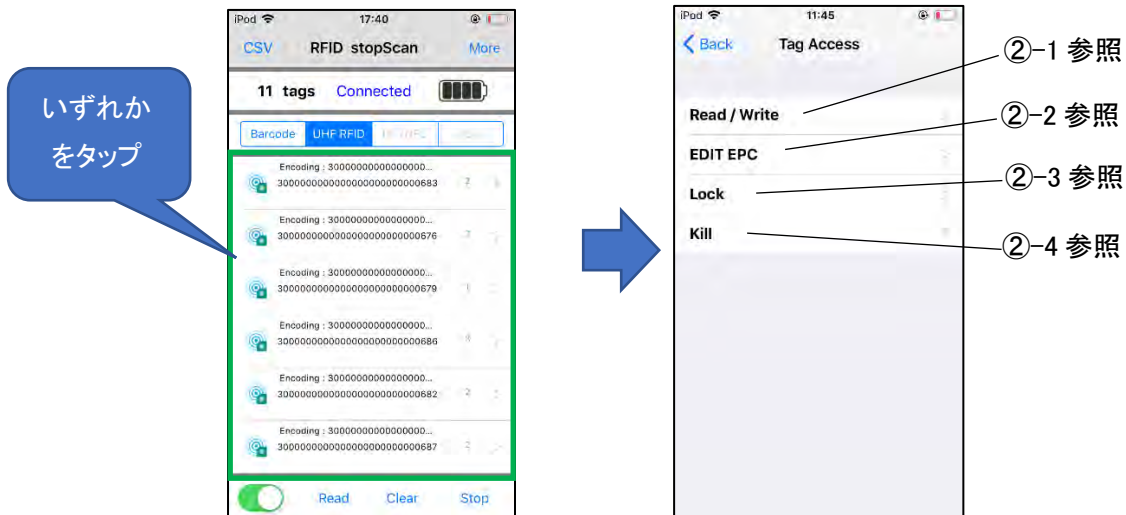 いずれか
をタップ
iPod 17:40
CSV RFID stopScan More
11 tags Connected
Barcode UHF RFID
Encoding : 30000000000000000...
300000000000000000000000683 2
Encoding : 30000000000000000...
300000000000000000000000676
Encoding : 30000000000000000...
300000000000000000000000679
Encoding : 30000000000000000...
300000000000000000000000686
Encoding : 30000000000000000...
300000000000000000000000682 2
Encoding : 30000000000000000...
300000000000000000000000687 2
Read Clear Stop
iPod 11:45
Back Tag Access
Read / Write
EDIT EPC
Lock
Kill
②-1 参照
②-2 参照
②-3 参照
②-4 参照